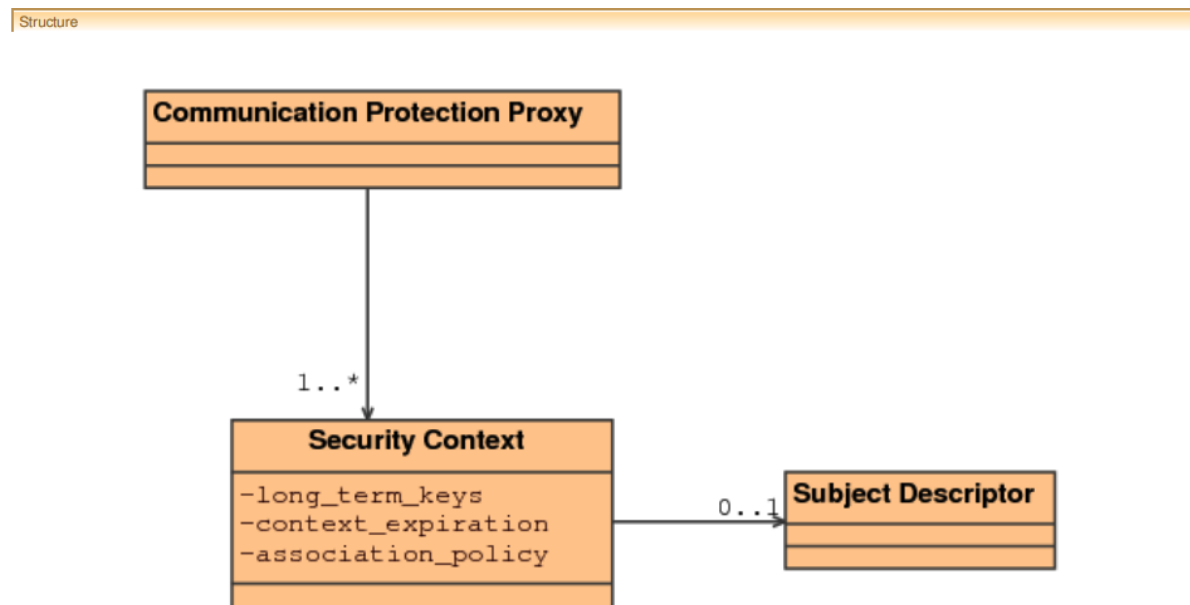 Structure
Communication Protection Proxy
1..*
Security Context
-long_term_keys
-context_expiration
-association_policy
0..1
Subject Descriptor